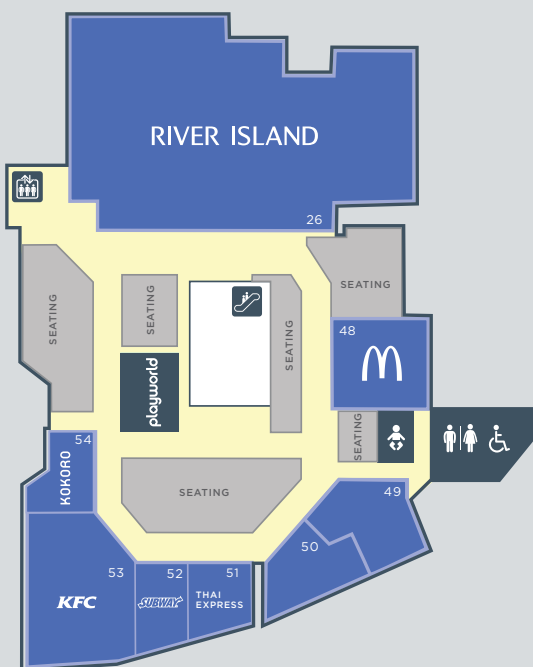 RIVER ISLAND
26
SEATING
SEATING
SEATING
SEATING
48
playworld
SEATING
SEATING
SEATING
54
KOKORO
49
50
53
KFC
52
SUBWAY
51
THAI
EXPRESS